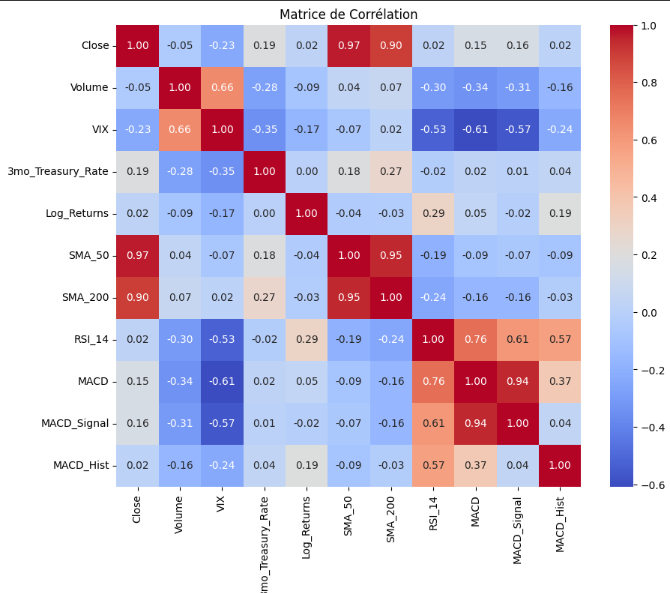 Matrice de Corrélation
Close 1.00 -0.05 -0.23 0.19 0.02 0.97 0.90 0.02 0.15 0.16 0.02
Volume -0.05 1.00 0.66 -0.28 -0.09 0.04 0.07 -0.30 -0.34 -0.31 -0.16
VIX -0.23 0.66 1.00 -0.35 -0.17 -0.07 0.02 -0.53 -0.61 -0.57 -0.24
3mo_Treasury_Rate 0.19 -0.28 -0.35 1.00 0.00 0.18 0.27 -0.02 0.02 0.01 0.04
Log_Returns 0.02 -0.09 -0.17 0.00 1.00 -0.04 -0.03 0.29 0.05 -0.02 0.19
SMA_50 0.97 0.04 -0.07 0.18 -0.04 1.00 0.95 -0.19 -0.09 -0.07 -0.09
SMA_200 0.90 0.07 0.02 0.27 -0.03 0.95 1.00 -0.24 -0.16 -0.16 -0.03
RSI_14 0.02 -0.30 -0.53 -0.02 0.29 -0.19 -0.24 1.00 0.76 0.61 0.57
MACD 0.15 -0.34 -0.61 0.02 0.05 -0.09 -0.16 0.76 1.00 0.94 0.37
MACD_Signal 0.16 -0.31 -0.57 0.01 -0.02 -0.07 -0.16 0.61 0.94 1.00 0.04
MACD_Hist 0.02 -0.16 -0.24 0.04 0.19 -0.09 -0.03 0.57 0.37 0.04 1.00
Close
Volume
VIX
3mo_Treasury_Rate
Log_Returns
SMA_50
SMA_200
RSI_14
MACD
MACD_Signal
MACD_Hist
1.0
0.8
0.6
0.4
0.2
0.0
−0.2
−0.4
−0.6